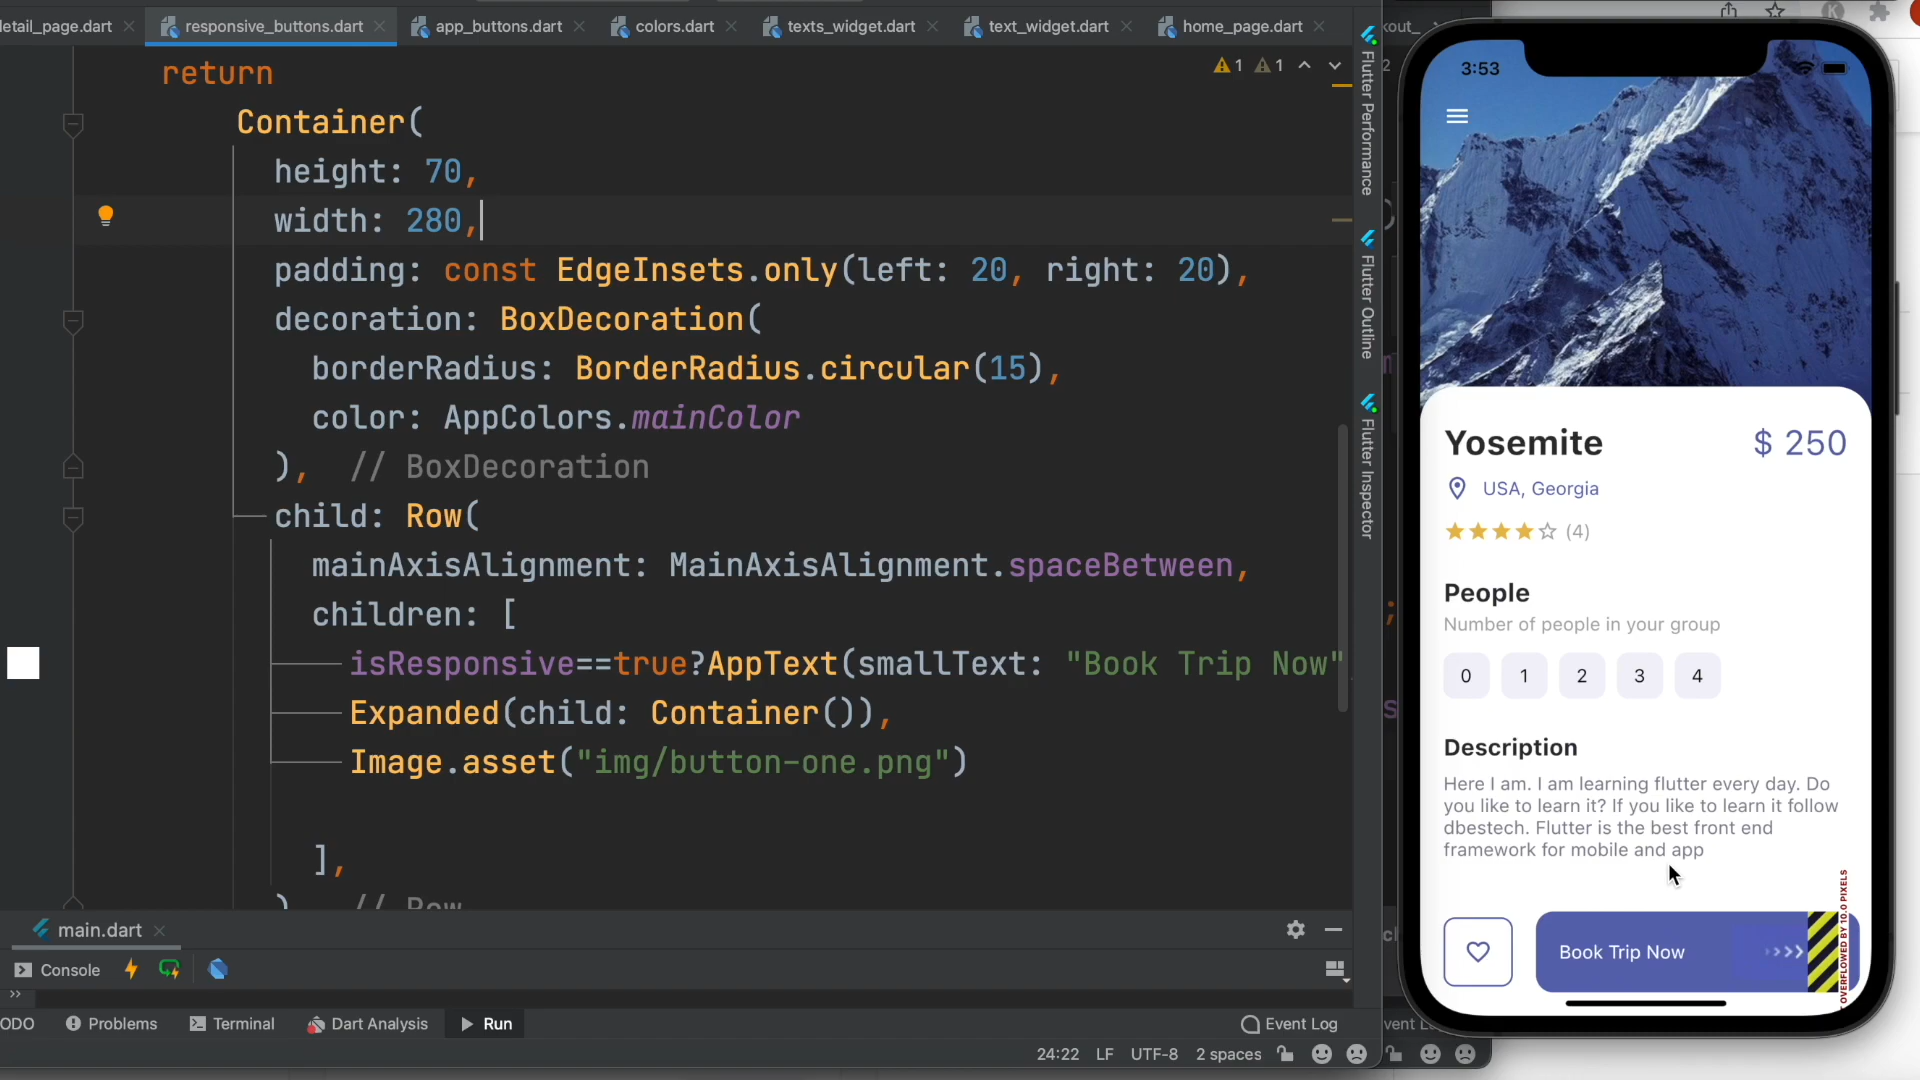 etail_page.dart
responsive_buttons.dart
app_buttons.dart
colors.dart
texts_widget.dart
text_widget.dart
home_page.dart
return
1 1
Container(
height: 70,
width: 280,
padding: const EdgeInsets.only(left: 20, right: 20),
decoration: BoxDecoration(
borderRadius: BorderRadius.circular(15),
color: AppColors.mainColor
), // BoxDecoration
child: Row(
mainAxisAlignment: MainAxisAlignment.spaceBetween,
children: [
isResponsive==true?AppText(smallText: "Book Trip Now"
Expanded(child: Container()),
Image.asset("img/button-one.png")
],
) // Row
Flutter Performance
Flutter Outline
Flutter Inspector
main.dart
Console
ODO
Problems
Terminal
Dart Analysis
Run
Event Log
24:22 LF UTF-8 2 spaces
kout_
3:53
K
Yosemite
$ 250
USA, Georgia
(4)
People
Number of people in your group
0 1 2 3 4
Description
Here I am. I am learning flutter every day. Do
you like to learn it? If you like to learn it follow
dbestech. Flutter is the best front end
framework for mobile and app
Book Trip Now
OVERFLOWED BY 10.0 PIXELS